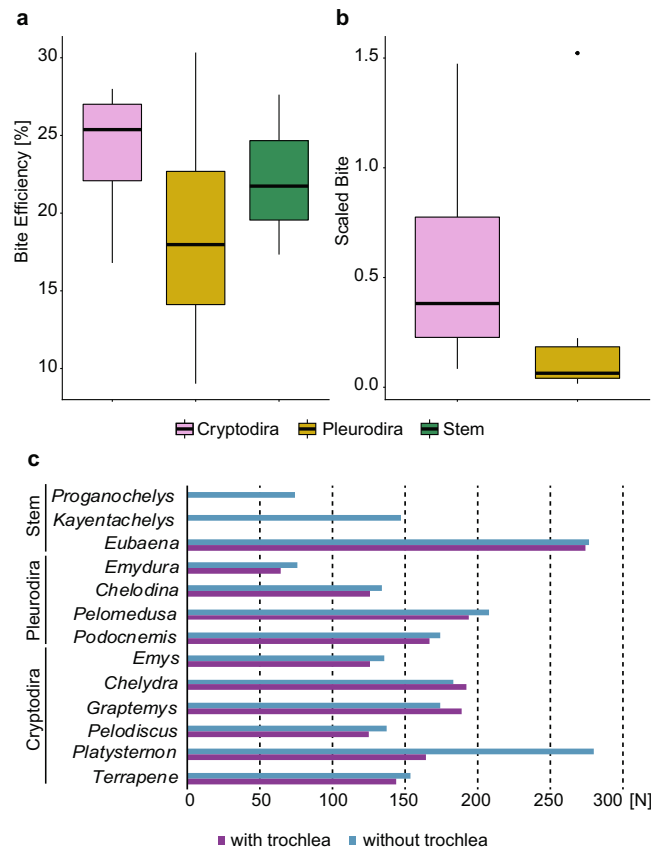 a
b
Bite Efficiency [%]
30
25
20
15
10
Scaled Bite
1.5
1.0
0.5
0.0
Cryptodira Pleurodira Stem
c
Stem
Proganochelys
Kayentachelys
Eubaena
Pleurodira
Emydura
Chelodina
Pelomedusa
Podocnemis
Cryptodira
Emys
Chelydra
Graptemys
Pelodiscus
Platysternon
Terrapene
0 50 100 150 200 250 300 [N]
with trochlea without trochlea